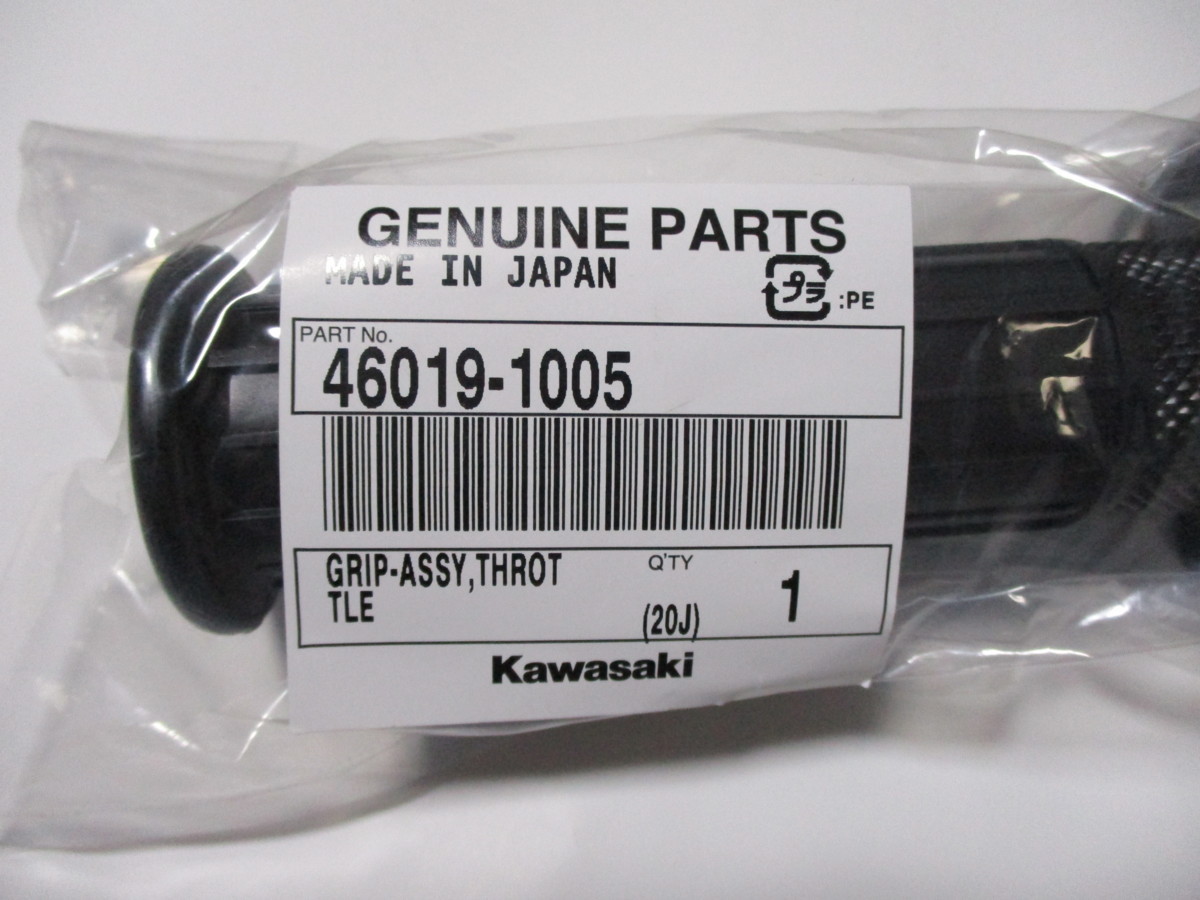 GENUINE PARTS
MADE IN JAPAN
プラ :PE
PART No.
46019-1005
GRIP-ASSY,THROT
TLE
Q'TY
(20J) 1
Kawasaki